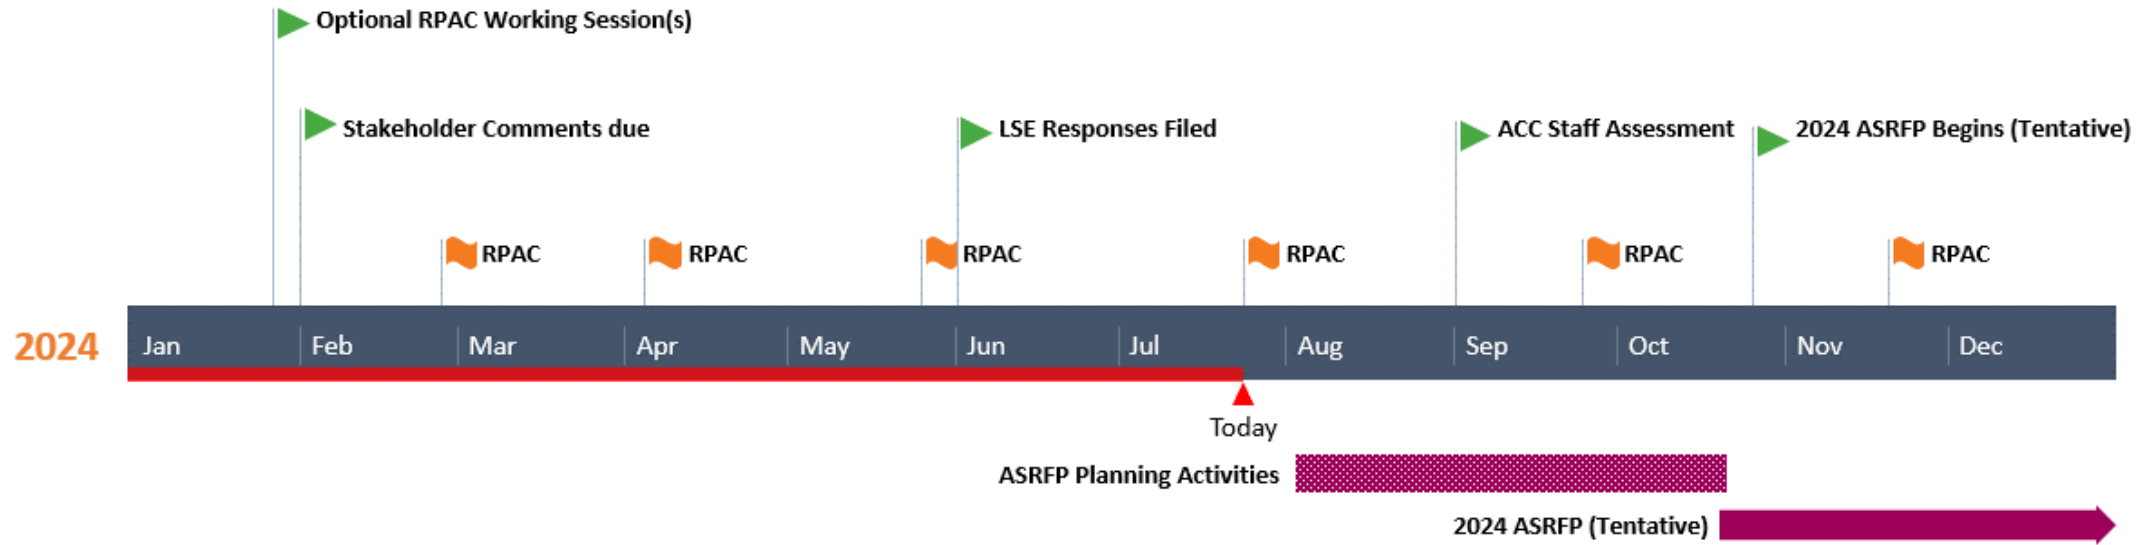 Optional RPAC Working Session(s)
Stakeholder Comments due
LSE Responses Filed
ACC Staff Assessment
2024 ASRFP Begins (Tentative)
RPAC
RPAC
RPAC
RPAC
RPAC
RPAC
2024
Jan
Feb
Mar
Apr
May
Jun
Jul
Aug
Sep
Oct
Nov
Dec
Today
ASRFP Planning Activities
2024 ASRFP (Tentative)